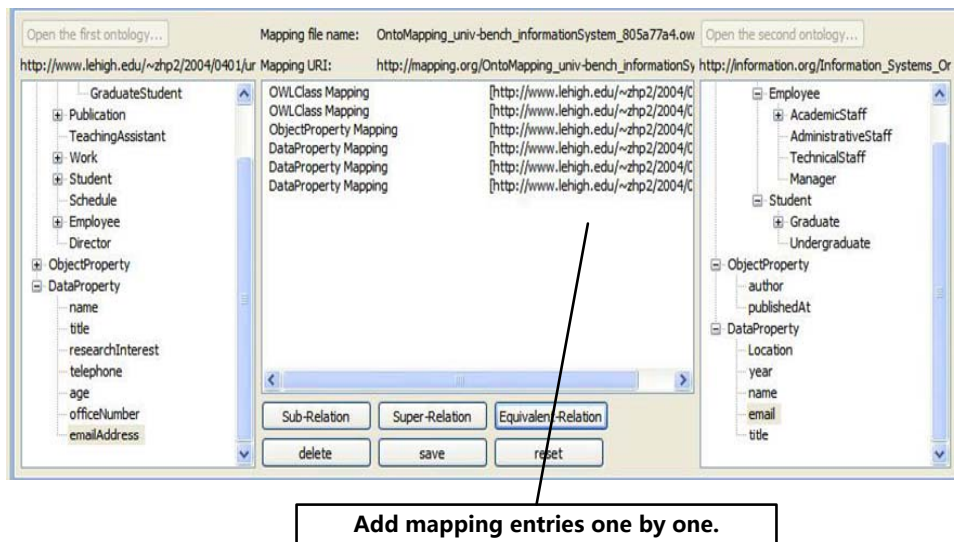 Open the first ontology...
Mapping file name: OntoMapping_univ-bench_informationSystem_805a77a4.ow
Open the second ontology...
http://www.lehigh.edu/~zhp2/2004/0401/ur
Mapping URI: http://mapping.org/OntoMapping_univ-bench_informationSy
http://information.org/Information_Systems_Or
GraduateStudent
Publication
TeachingAssistant
Work
Student
Schedule
Employee
Director
ObjectProperty
DataProperty
name
title
researchInterest
telephone
age
officeNumber
emailAddress
OWLClass Mapping [http://www.lehigh.edu/~zhp2/2004/0
OWLClass Mapping [http://www.lehigh.edu/~zhp2/2004/0
ObjectProperty Mapping [http://www.lehigh.edu/~zhp2/2004/0
DataProperty Mapping [http://www.lehigh.edu/~zhp2/2004/0
DataProperty Mapping [http://www.lehigh.edu/~zhp2/2004/0
DataProperty Mapping [http://www.lehigh.edu/~zhp2/2004/0
Sub-Relation Super-Relation Equivalent-Relation
delete save reset
Employee
AcademicStaff
AdministrativeStaff
TechnicalStaff
Manager
Student
Graduate
Undergraduate
ObjectProperty
author
publishedAt
DataProperty
Location
year
name
email
title
Add mapping entries one by one.